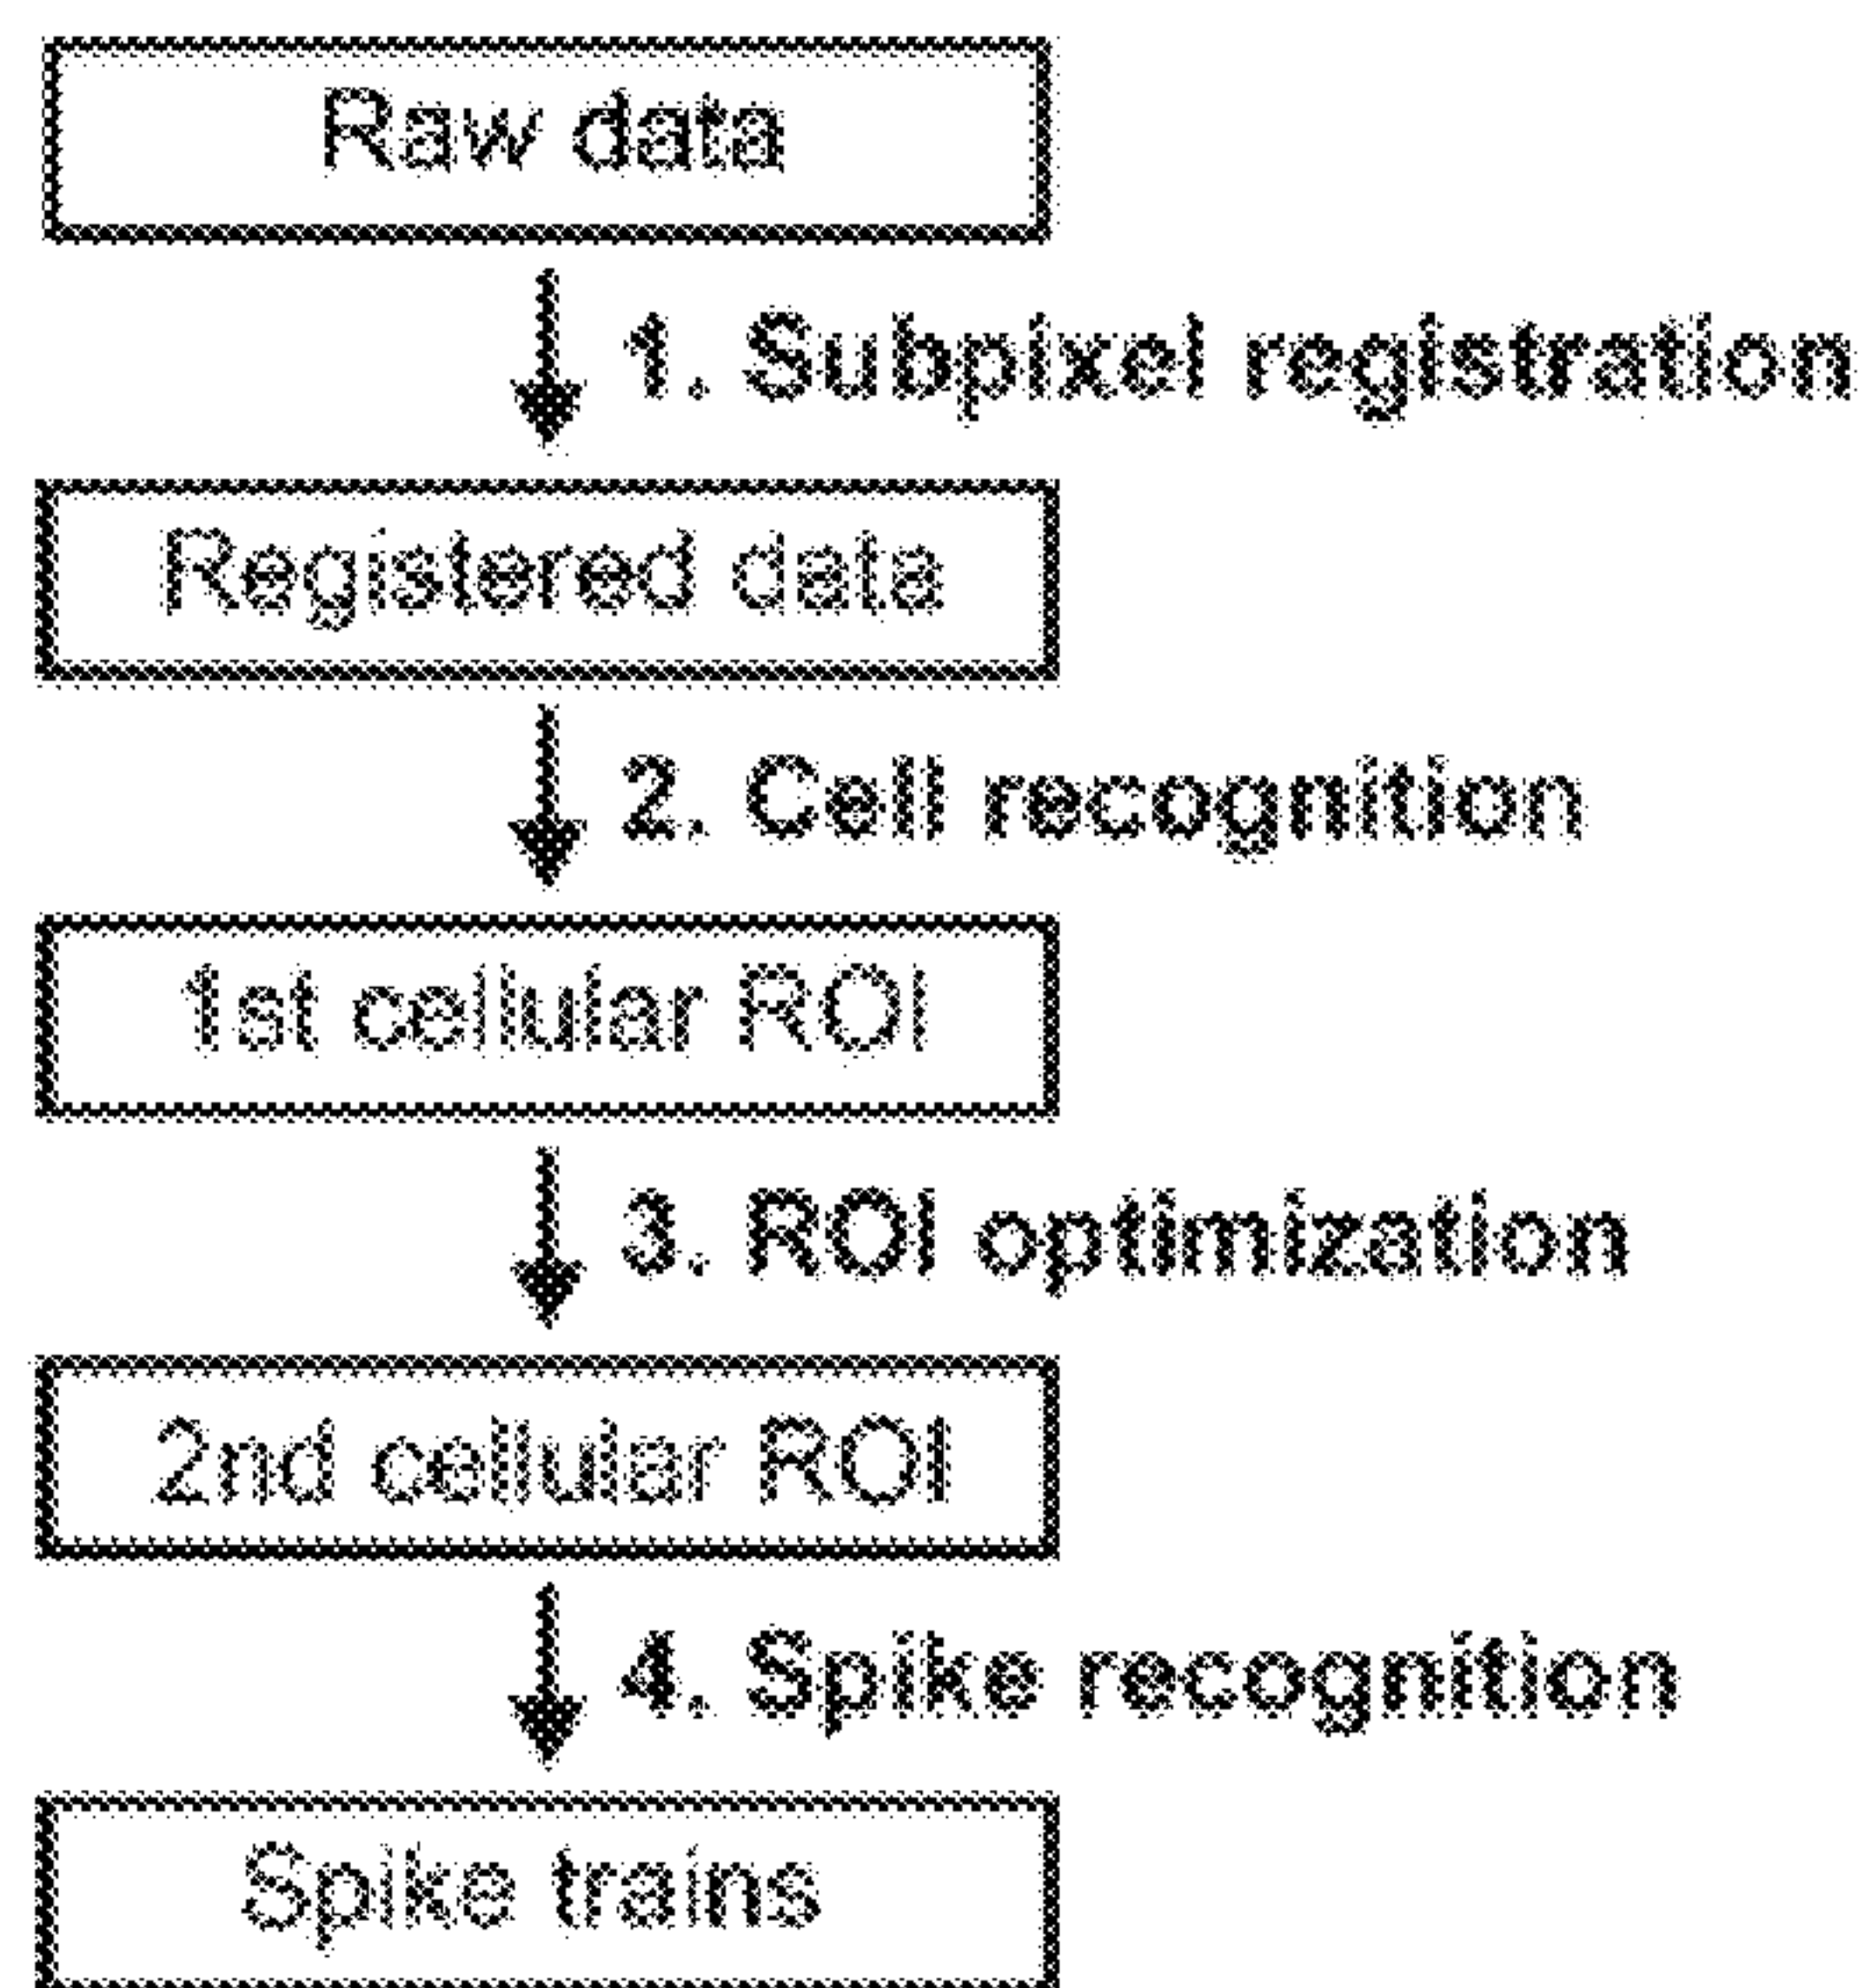 Raw data
1. Subpixel registration
Registered data
2. Cell recognition
1st cellular ROI
3. ROI optimization
2nd cellular ROI
4. Spike recognition
Spike trains